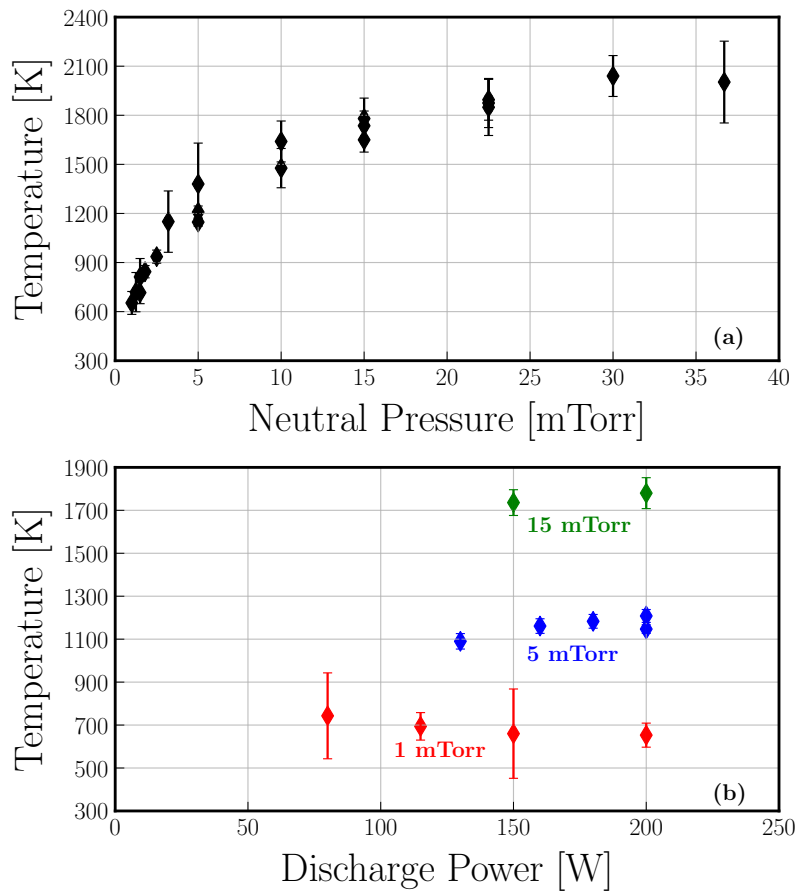 2400
2100
1800
1500
1200
900
600
300
Temperature [K]
(a)
0 5 10 15 20 25 30 35 40
Neutral Pressure [mTorr]
1900
1700
1500
1300
1100
900
700
500
300
Temperature [K]
15 mTorr
5 mTorr
1 mTorr
(b)
0 50 100 150 200 250
Discharge Power [W]